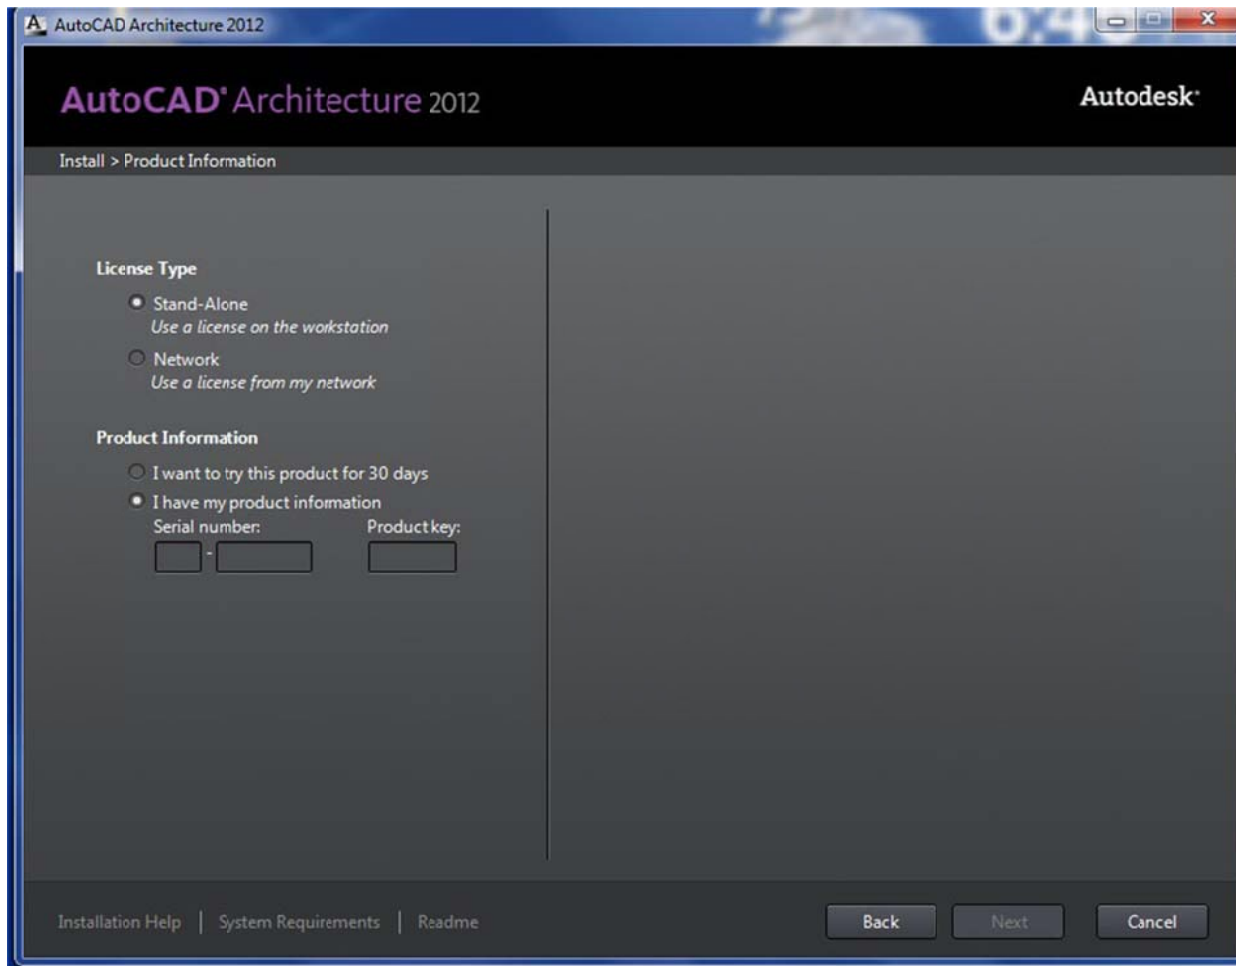 AutoCAD Architecture 2012
AutoCAD® Architecture 2012
Autodesk®
Install > Product Information
License Type
Stand-Alone
Use a license on the workstation
Network
Use a license from my network
Product Information
I want to try this product for 30 days
I have my product information
Serial number: Product key:
-
Installation Help | System Requirements | Readme
Back Next Cancel